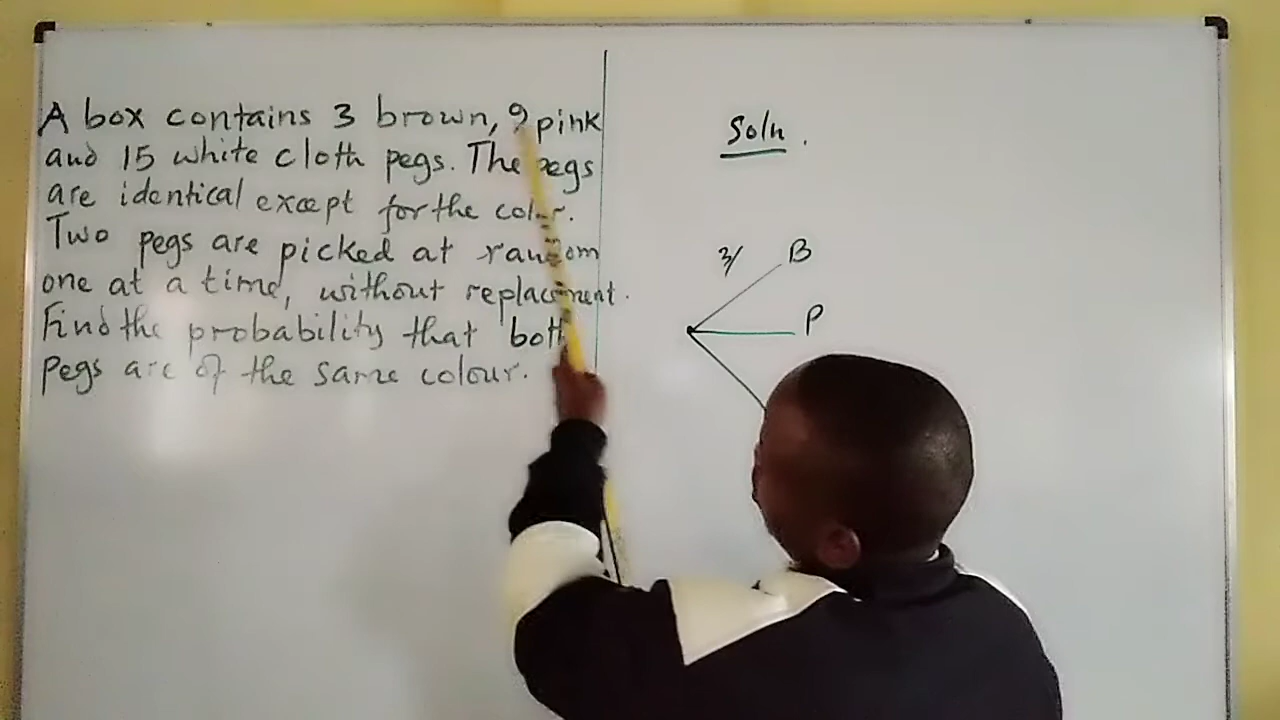 A box contains 3 brown, 9 pink
and 15 white cloth pegs. The pegs
are identical except for the color.
Two pegs are picked at random
one at a time, without replacement.
Find the probability that both
pegs are of the same colour.
Soln.
3/ B
P